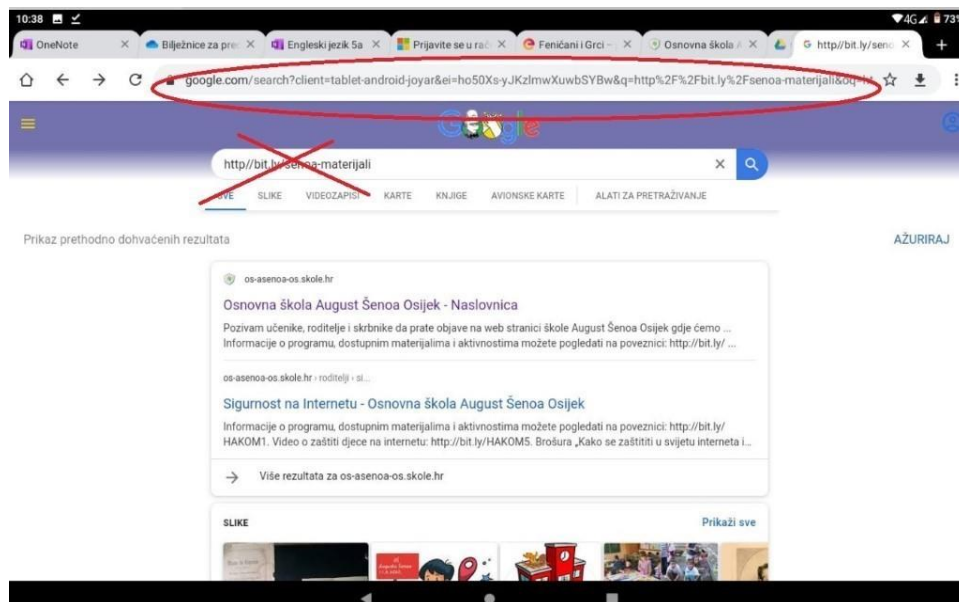 10:38 4G 73%
OneNote Bilježnice za pre Engleski jezik 5a Prijavite se u rač Feničani i Grci – Osnovna škola A http//bit.ly/seno
google.com/search?client=tablet-android-joyar&ei=ho50Xs-yJKzlmwXuwbSYBw&q=http%2F%2Fbit.ly%2Fsenoa-materijali&oq=ht
Google
http//bit.ly/senoa-materijali
SVE SLIKE VIDEOZAPISI KARTE KNJIGE AVIONSKE KARTE ALATI ZA PRETRAŽIVANJE
Prikaz prethodno dohvaćenih rezultata AŽURIRAJ
os-asenoa-os.skole.hr
Osnovna škola August Šenoa Osijek - Naslovnica
Pozivam učenike, roditelje i skrbnike da prate objave na web stranici škole August Šenoa Osijek gdje ćemo ...
Informacije o programu, dostupnim materijalima i aktivnostima možete pogledati na poveznici: http://bit.ly/ ...
os-asenoa-os.skole.hr › roditelji › si...
Sigurnost na Internetu - Osnovna škola August Šenoa Osijek
Informacije o programu, dostupnim materijalima i aktivnostima možete pogledati na poveznici: http://bit.ly/
HAKOM1. Video o zaštiti djece na internetu: http://bit.ly/HAKOM5. Brošura „Kako se zaštititi u svijetu interneta i...
Više rezultata za os-asenoa-os.skole.hr
SLIKE Prikaži sve